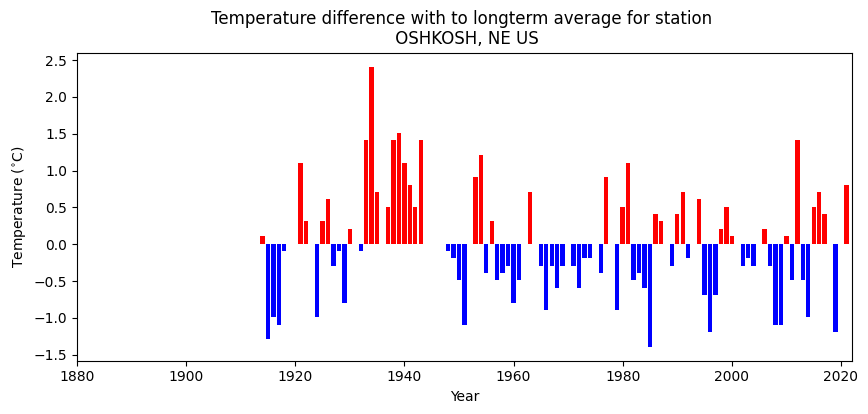 Temperature difference with to longterm average for station
OSHKOSH, NE US
2.5
2.0
1.5
1.0
0.5
0.0
−0.5
−1.0
−1.5
Temperature (°C)
1880 1900 1920 1940 1960 1980 2000 2020
Year